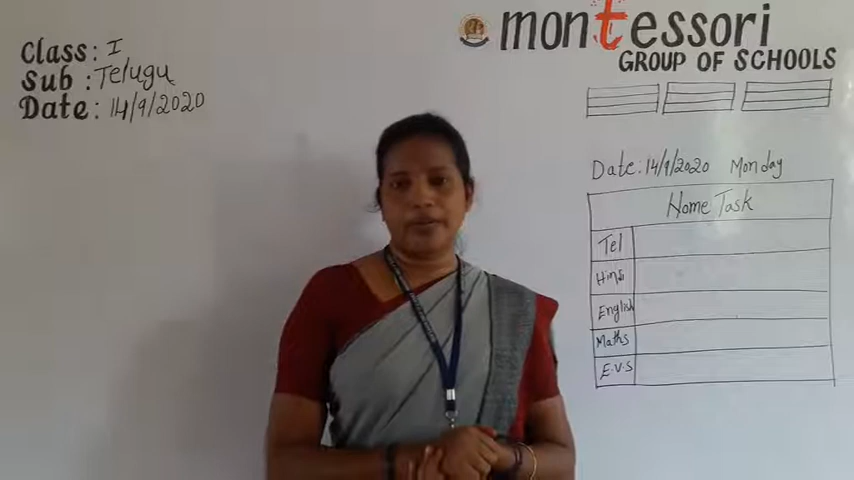 Class : I
Sub : Telugu
Date : 14/9/2020
montessori
GROUP OF SCHOOLS
Date: 14/9/2020 Monday
Home Task
Tel
Hindi
English
Maths
E.V.S